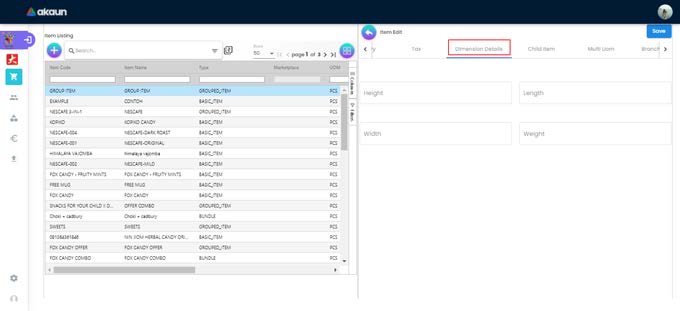 akaun
Item Listing
Search...
Rows
50
page 1 of 3
Item Code Item Name Type Marketplace UOM
GROUP ITEM GROUP ITEM GROUPED_ITEM PCS
EXAMPLE CONTOH BASIC_ITEM PCS
NESCAFE 3-IN-1 NESCAFE GROUPED_ITEM PCS
KOPIKO KOPIKO CANDY BASIC_ITEM PCS
NESCAFE-004 NESCAFE-DARK ROAST BASIC_ITEM PCS
NESCAFE-001 NESCAFE-ORIGINAL BASIC_ITEM PCS
HIMALAYA VAJOMBA himalaya vajomba BASIC_ITEM PCS
NESCAFE-002 NESCAFE-MILD BASIC_ITEM PCS
FOX CANDY - FRUITY MINTS FOX CANDY - FRUITY MINTS BASIC_ITEM PCS
FREE MUG FREE MUG BASIC_ITEM PCS
FOX CANDY FOX CANDY BASIC_ITEM PCS
SNACKS FOR YOUR CHILD X D... OFFER COMBO GROUPED_ITEM PCS
Choki + cadbury Choki + cadbury BUNDLE PCS
SWEETS SWEETS GROUPED_ITEM PCS
NIN XOM HERBAL CANDY ORI... BASIC_ITEM PCS
FOX CANDY OFFER FOX CANDY OFFER GROUPED_ITEM PCS
FOX CANDY COMBO FOX CANDY COMBO BUNDLE PCS
Columns
Filters
Item Edit
Save
ry Tax Dimension Details Child Item Multi Uom Branch
Height Length
Width Weight